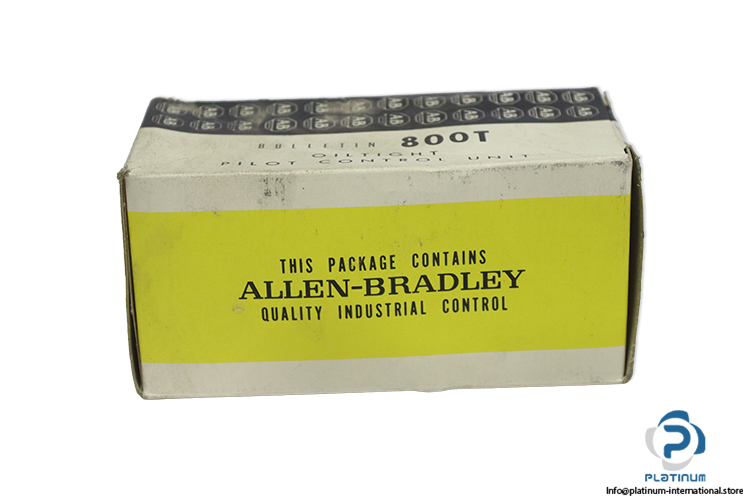 BULLETIN 800T
OILTIGHT
PILOT CONTROL UNIT
THIS PACKAGE CONTAINS
ALLEN-BRADLEY
QUALITY INDUSTRIAL CONTROL
PLATINUM
Info@platinum-international.store